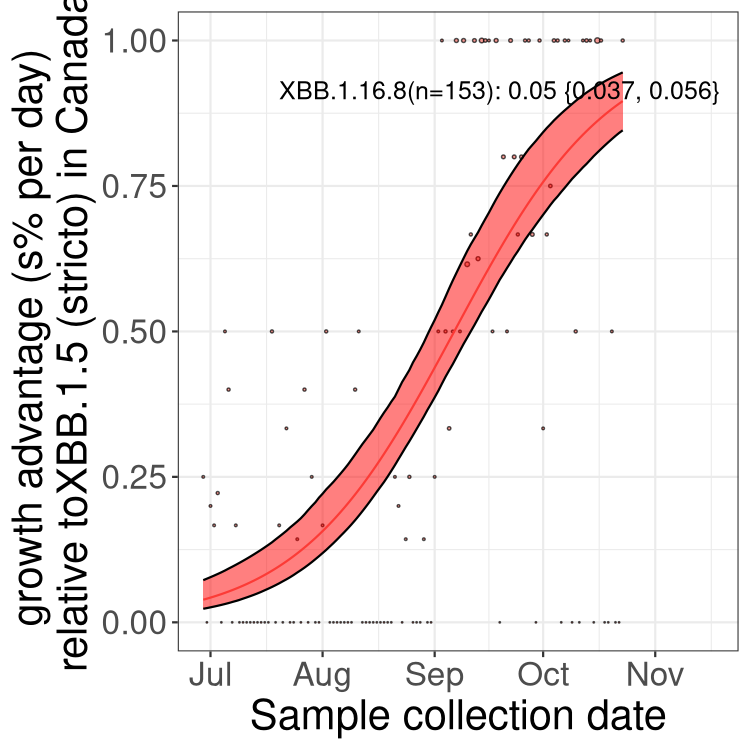 growth advantage (s% per day)
relative toXBB.1.5 (stricto) in Canada
1.00
0.75
0.50
0.25
0.00
XBB.1.16.8(n=153): 0.05 {0.037, 0.056}
Jul Aug Sep Oct Nov
Sample collection date